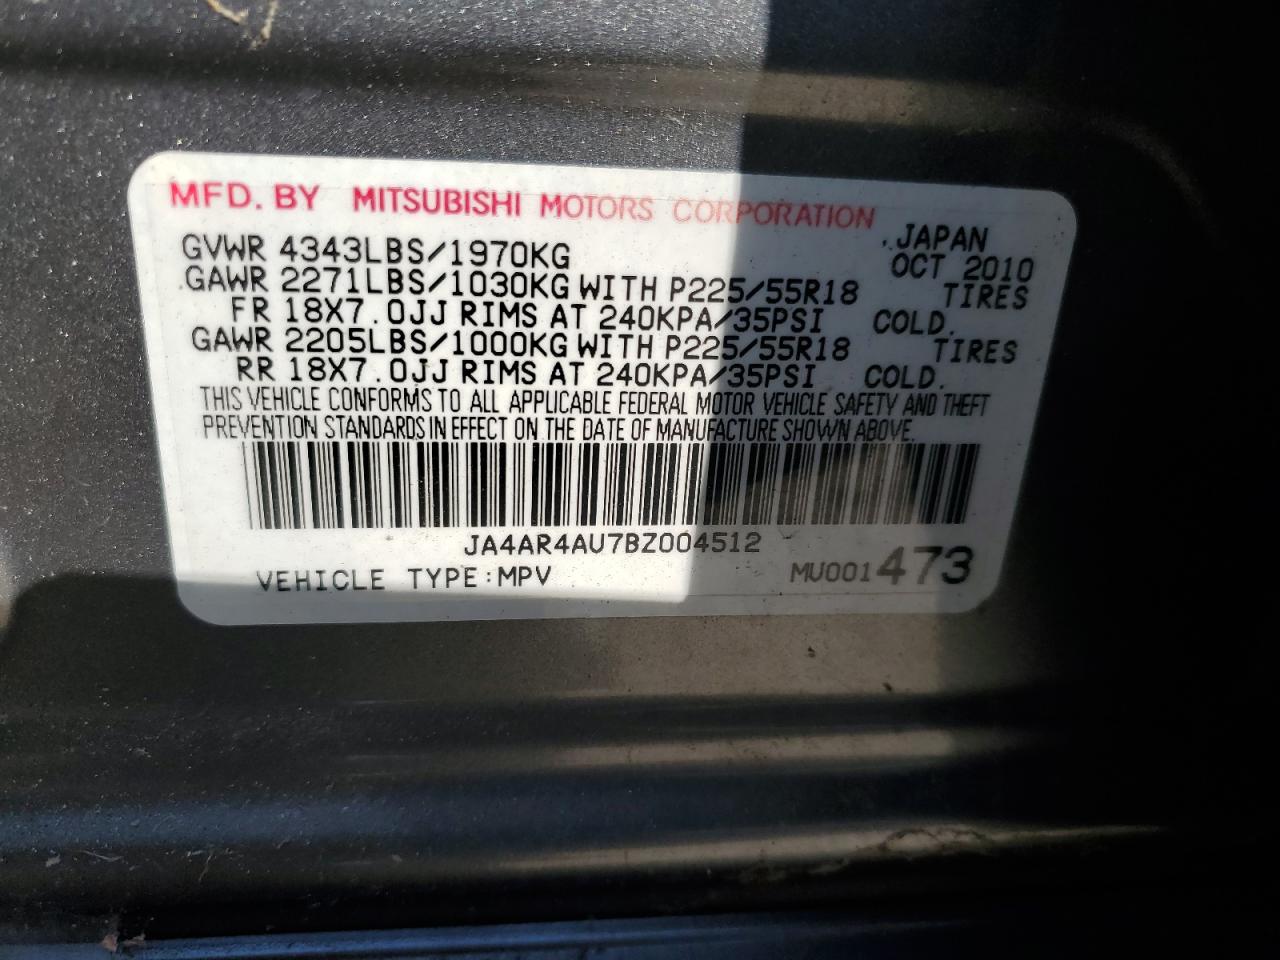 MFD. BY MITSUBISHI MOTORS CORPORATION
GVWR 4343LBS/1970KG JAPAN
OCT 2010
GAWR 2271LBS/1030KG WITH P225/55R18 TIRES
FR 18X7.0JJ RIMS AT 240KPA/35PSI COLD.
GAWR 2205LBS/1000KG WITH P225/55R18 TIRES
RR 18X7.0JJ RIMS AT 240KPA/35PSI COLD.
THIS VEHICLE CONFORMS TO ALL APPLICABLE FEDERAL MOTOR VEHICLE SAFETY AND THEFT
PREVENTION STANDARDS IN EFFECT ON THE DATE OF MANUFACTURE SHOWN ABOVE.
JA4AR4AU7BZ004512
VEHICLE TYPE:MPV MU001473